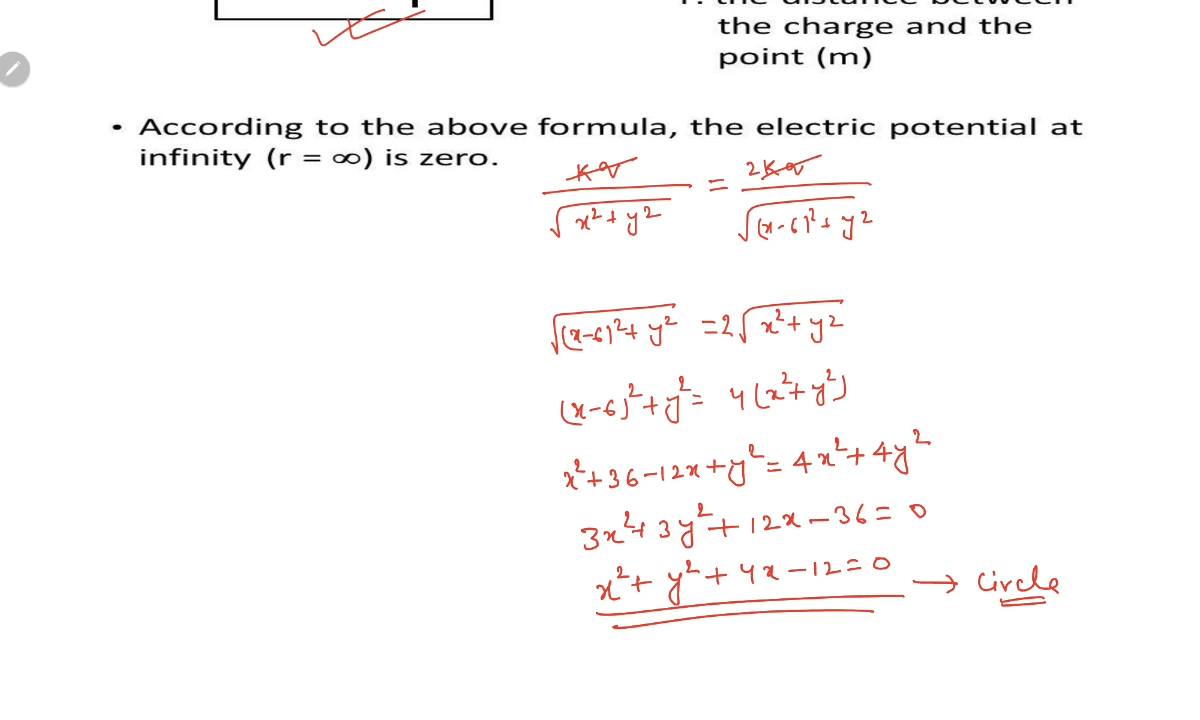 the charge and the
point (m)
• According to the above formula, the electric potential at
infinity (r = ∞) is zero.
Kq/√(x²+y²) = 2Kq/√((x-6)²+y²)
√((x-6)²+y²) = 2√(x²+y²)
(x-6)²+y² = 4(x²+y²)
x²+36-12x+y² = 4x²+4y²
3x²+3y²+12x-36=0
x²+y²+4x-12=0 → Circle